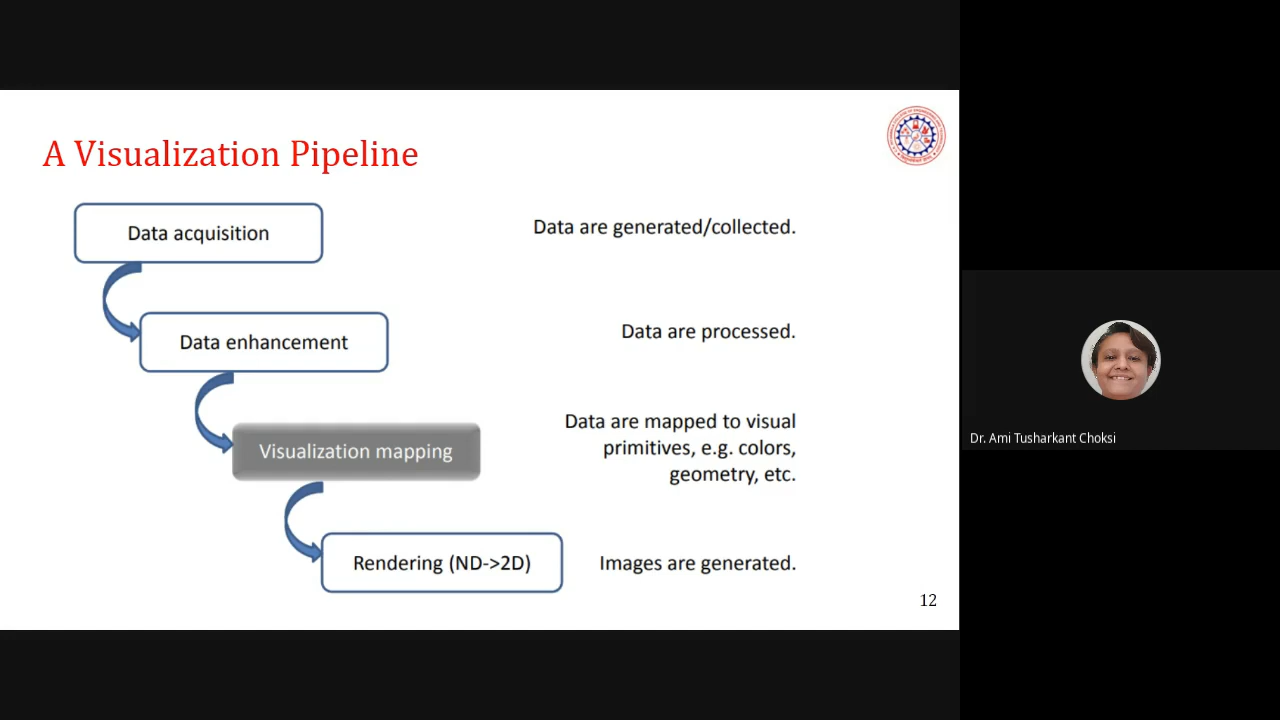 A Visualization Pipeline
Data acquisition
Data are generated/collected.
Data enhancement
Data are processed.
Visualization mapping
Data are mapped to visual
primitives, e.g. colors,
geometry, etc.
Rendering (ND->2D)
Images are generated.
12
Dr. Ami Tusharkant Choksi